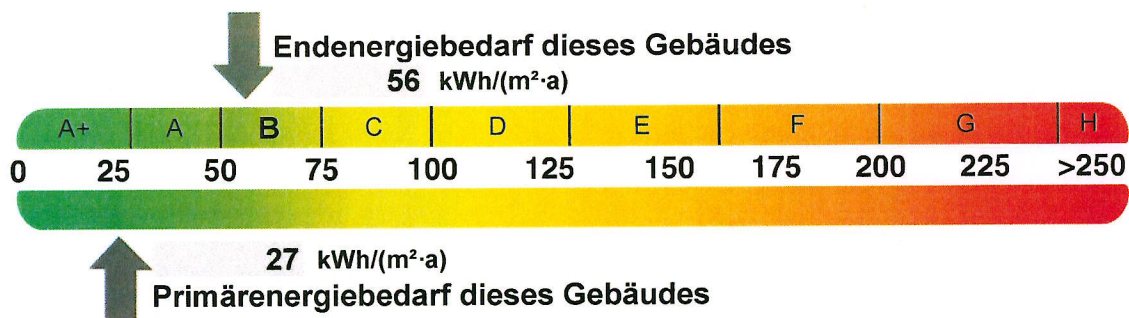 Endenergiebedarf dieses Gebäudes
56 kWh/(m²·a)
A+ A B C D E F G H
0 25 50 75 100 125 150 175 200 225 >250
27 kWh/(m²·a)
Primärenergiebedarf dieses Gebäudes